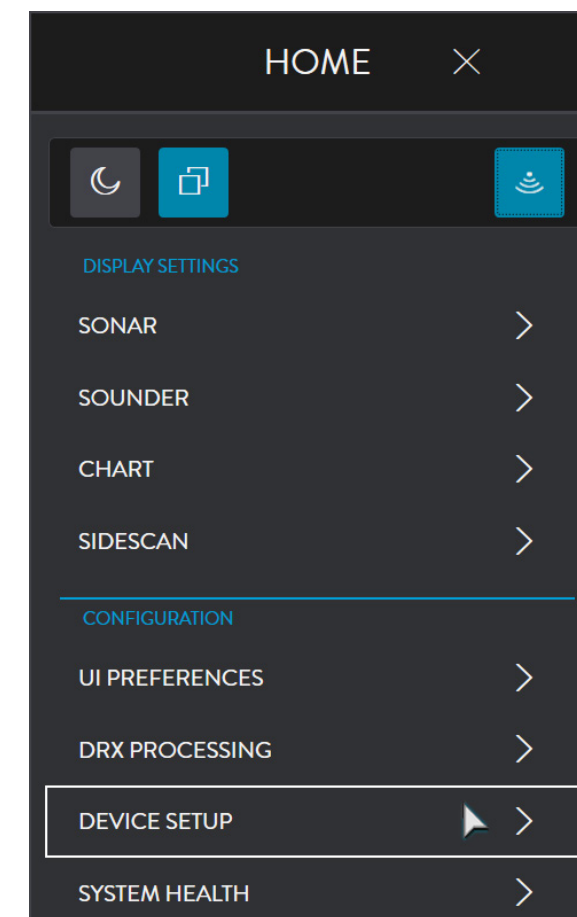 HOME
DISPLAY SETTINGS
SONAR
SOUNDER
CHART
SIDESCAN
CONFIGURATION
UI PREFERENCES
DRX PROCESSING
DEVICE SETUP
SYSTEM HEALTH